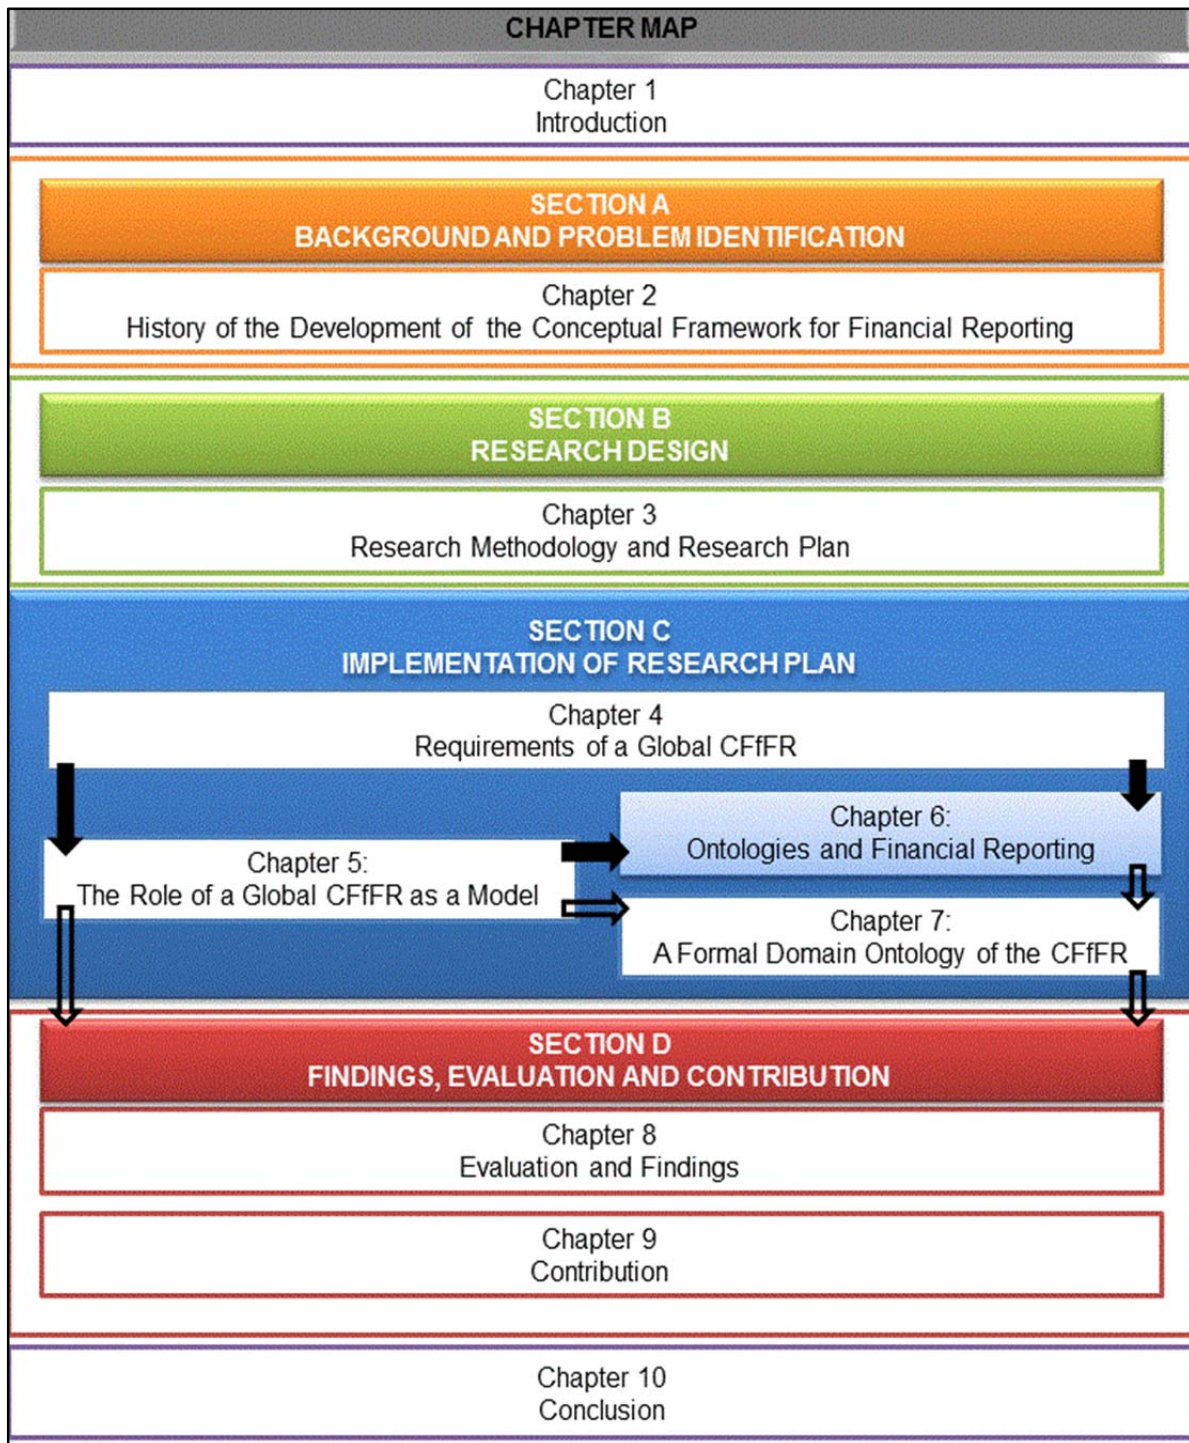 CHAPTER MAP
Chapter 1
Introduction
SECTION A
BACKGROUND AND PROBLEM IDENTIFICATION
Chapter 2
History of the Development of the Conceptual Framework for Financial Reporting
SECTION B
RESEARCH DESIGN
Chapter 3
Research Methodology and Research Plan
SECTION C
IMPLEMENTATION OF RESEARCH PLAN
Chapter 4
Requirements of a Global CFfFR
Chapter 5:
The Role of a Global CFfFR as a Model
Chapter 6:
Ontologies and Financial Reporting
Chapter 7:
A Formal Domain Ontology of the CFfFR
SECTION D
FINDINGS, EVALUATION AND CONTRIBUTION
Chapter 8
Evaluation and Findings
Chapter 9
Contribution
Chapter 10
Conclusion